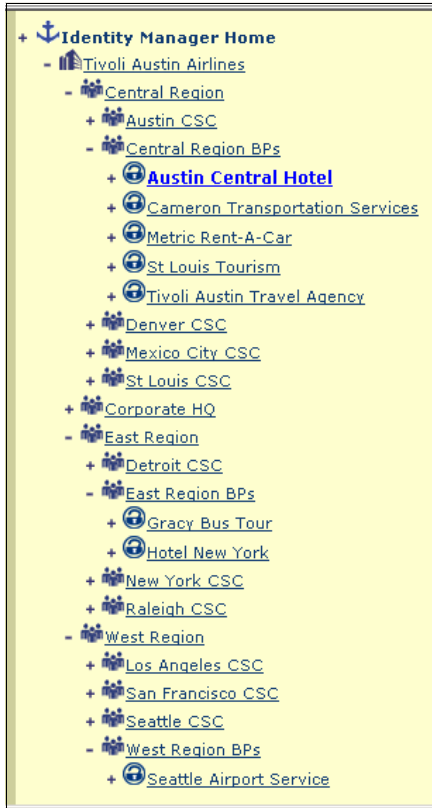 + Identity Manager Home
- Tivoli Austin Airlines
- Central Region
+ Austin CSC
- Central Region BPs
+ Austin Central Hotel
+ Cameron Transportation Services
+ Metric Rent-A-Car
+ St Louis Tourism
+ Tivoli Austin Travel Agency
+ Denver CSC
+ Mexico City CSC
+ St Louis CSC
+ Corporate HQ
- East Region
+ Detroit CSC
- East Region BPs
+ Gracy Bus Tour
+ Hotel New York
+ New York CSC
+ Raleigh CSC
- West Region
+ Los Angeles CSC
+ San Francisco CSC
+ Seattle CSC
- West Region BPs
+ Seattle Airport Service